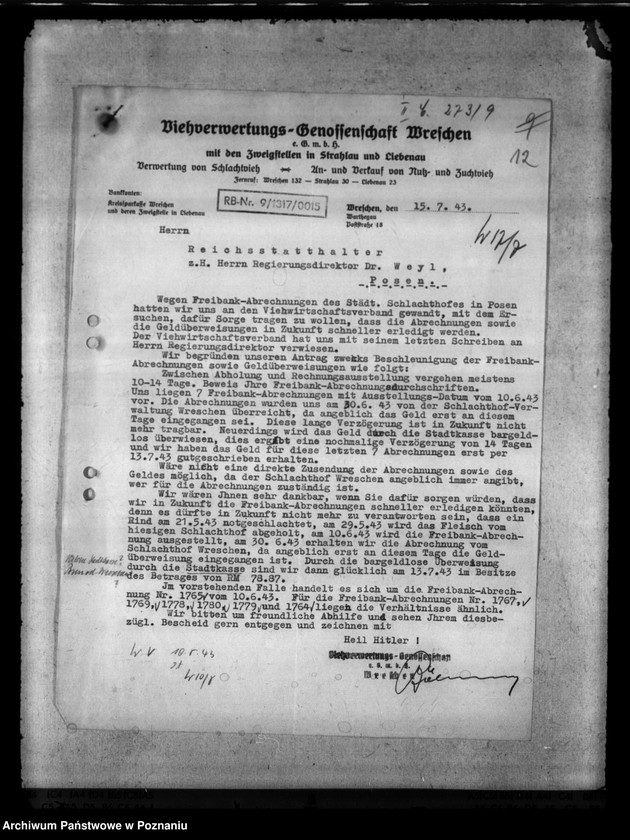 I b. 273/9
12
Viehverwertungs-Genossenschaft Wreschen
e. G. m. b. H.
mit den Zweigstellen in Strahlau und Liebenau
Verwertung von Schlachtvieh An- und Verkauf von Nutz- und Zuchtvieh
Fernruf: Wreschen 132 — Strahlau 30 — Liebenau 23
Bankkonten:
Kreissparkasse Wreschen
und deren Zweigstelle in Liebenau
RB-Nr. 9/1317/0015
Wreschen, den 15. 7. 43.
Warthegau
Poststraße 48
W17/7
Herrn
Reichsstatthalter
z.H. Herrn Regierungsdirektor Dr. Weyl,
Posen.
Wegen Freibank-Abrechnungen des Städt. Schlachthofes in Posen
hatten wir uns an den Viehwirtschaftsverband gewandt, mit dem Er-
suchen, dafür Sorge tragen zu wollen, dass die Abrechnungen sowie
die Geldüberweisungen in Zukunft schneller erledigt werden.
Der Viehwirtschaftsverband hat uns mit seinem letzten Schreiben an
Herrn Regierungsdirektor verwiesen.
Wir begründen unseren Antrag zwekks Beschleunigung der Freibank-
Abrechnungen sowie Geldüberweisungen wie folgt:
Zwischen Abholung und Rechnungsausstellung vergehen meistens
10-14 Tage. Beweis Jhre Freibank-Abrechnungsdurchschriften.
Uns liegen 7 Freibank-Abrechnungen mit Ausstellungs-Datum vom 10.6.43
vor. Die Abrechnungen wurden uns am 30.6. 43 von der Schlachthof-Ver-
waltung Wreschen überreicht, da angeblich das Geld erst an diesem
Tage eingegangen sei. Diese lange Verzögerung ist in Zukunft nicht
mehr tragbar. Neuerdings wird das Geld durch die Stadtkasse bargeld-
los überwiesen, dies ergibt eine nochmalige Verzögerung von 14 Tagen
und wir haben das Geld für diese letzten 7 Abrechnungen erst per
13.7.43 gutgeschrieben erhalten.
Wäre nicht eine direkte Zusendung der Abrechnungen sowie des
Geldes möglich, da der Schlachthof Wreschen angeblich immer angibt,
wer für die Abrechnungen zuständig ist.
Wir wären Jhnen sehr dankbar, wenn Sie dafür sorgen würden, dass
wir in Zukunft die Freibank-Abrechnungen schneller erledigen könnten,
denn es dürfte in Zukunft nicht mehr zu verantworten sein, dass ein
Rind am 21.5.43 notgeschlachtet, am 29.5.43 wird das Fleisch vom
hiesigen Schlachthof abgeholt, am 10.6.43 wird die Freibank-Abrech-
nung ausgestellt, am 30. 6.43 erhalten wir die Abrechnung vom
Schlachthof Wreschen, da angeblich erst an diesem Tage die Geld-
überweisung eingegangen ist. Durch die bargeldlose Überweisung
durch die Stadtkasse sind wir dann glücklich am 13.7.43 im Besitze
des Betrages von RM 78.87.
Jm vorstehenden Falle handelt es sich um die Freibank-Abrech-
nung Nr. 1765 vom 10.6.43. Für die Freibank-Abrechnungen Nr. 1767,
1769, 1778, 1780, 1779 und 1764 liegen die Verhältnisse ähnlich.
Wir bitten um freundliche Abhilfe und sehen Jhrem diesbe-
zügl. Bescheid gern entgegen und zeichnen mit
Heil Hitler !
Viehverwertungs-Genossenschaft
e. G. m. b. H.
Wreschen
W10/8
Archiwum Państwowe w Poznaniu